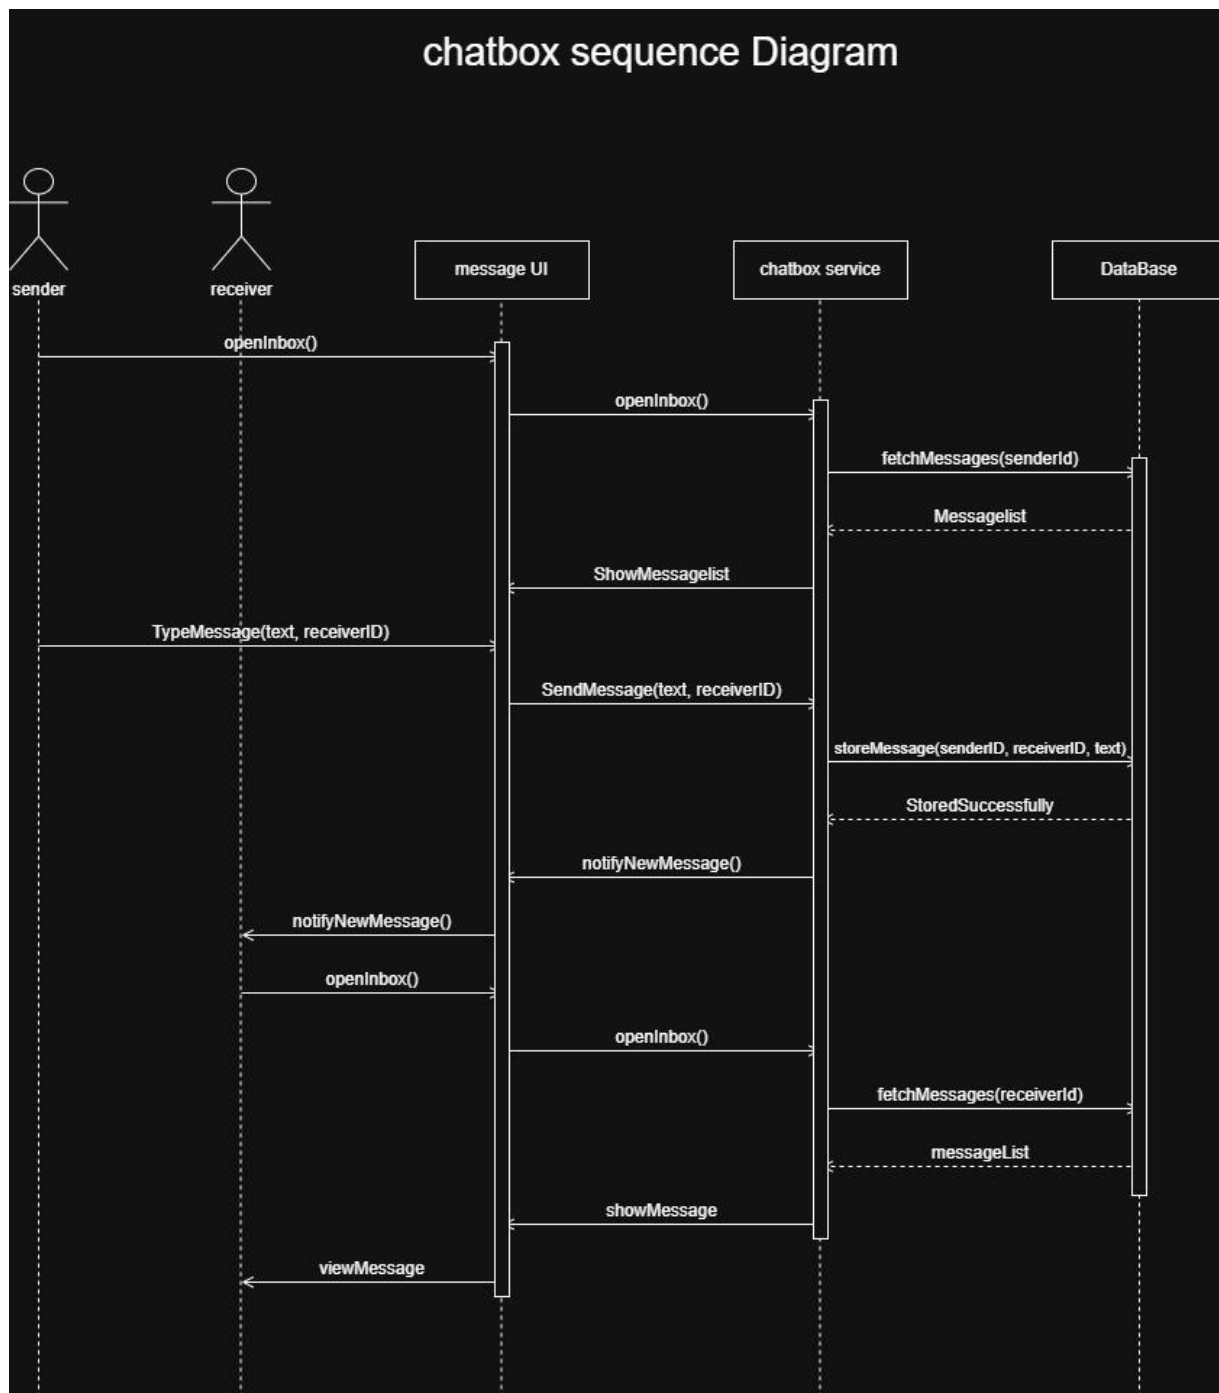 chatbox sequence Diagram
sender
receiver
message UI
chatbox service
DataBase
openInbox()
openInbox()
fetchMessages(senderId)
Messagelist
ShowMessagelist
TypeMessage(text, receiverID)
SendMessage(text, receiverID)
storeMessage(senderID, receiverID, text)
StoredSuccessfully
notifyNewMessage()
notifyNewMessage()
openInbox()
openInbox()
fetchMessages(receiverId)
messageList
showMessage
viewMessage